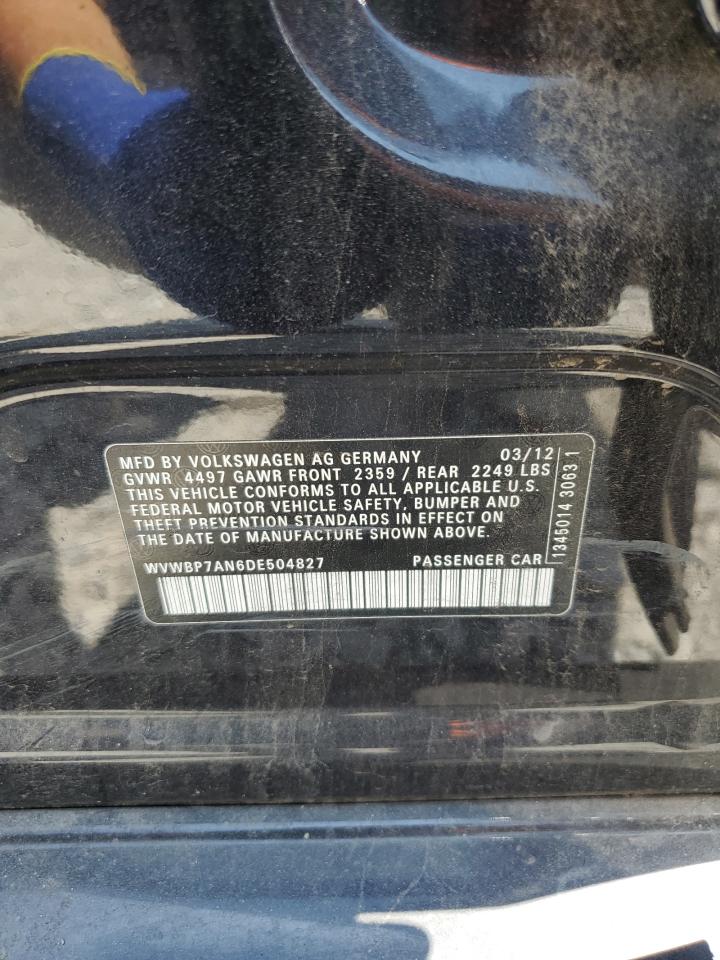 MFD BY VOLKSWAGEN AG GERMANY 03/12
GVWR 4497 GAWR FRONT 2359 / REAR 2249 LBS
THIS VEHICLE CONFORMS TO ALL APPLICABLE U.S.
FEDERAL MOTOR VEHICLE SAFETY, BUMPER AND
THEFT PREVENTION STANDARDS IN EFFECT ON
THE DATE OF MANUFACTURE SHOWN ABOVE.
WVWBP7AN6DE504827 PASSENGER CAR
1345014 3063 1